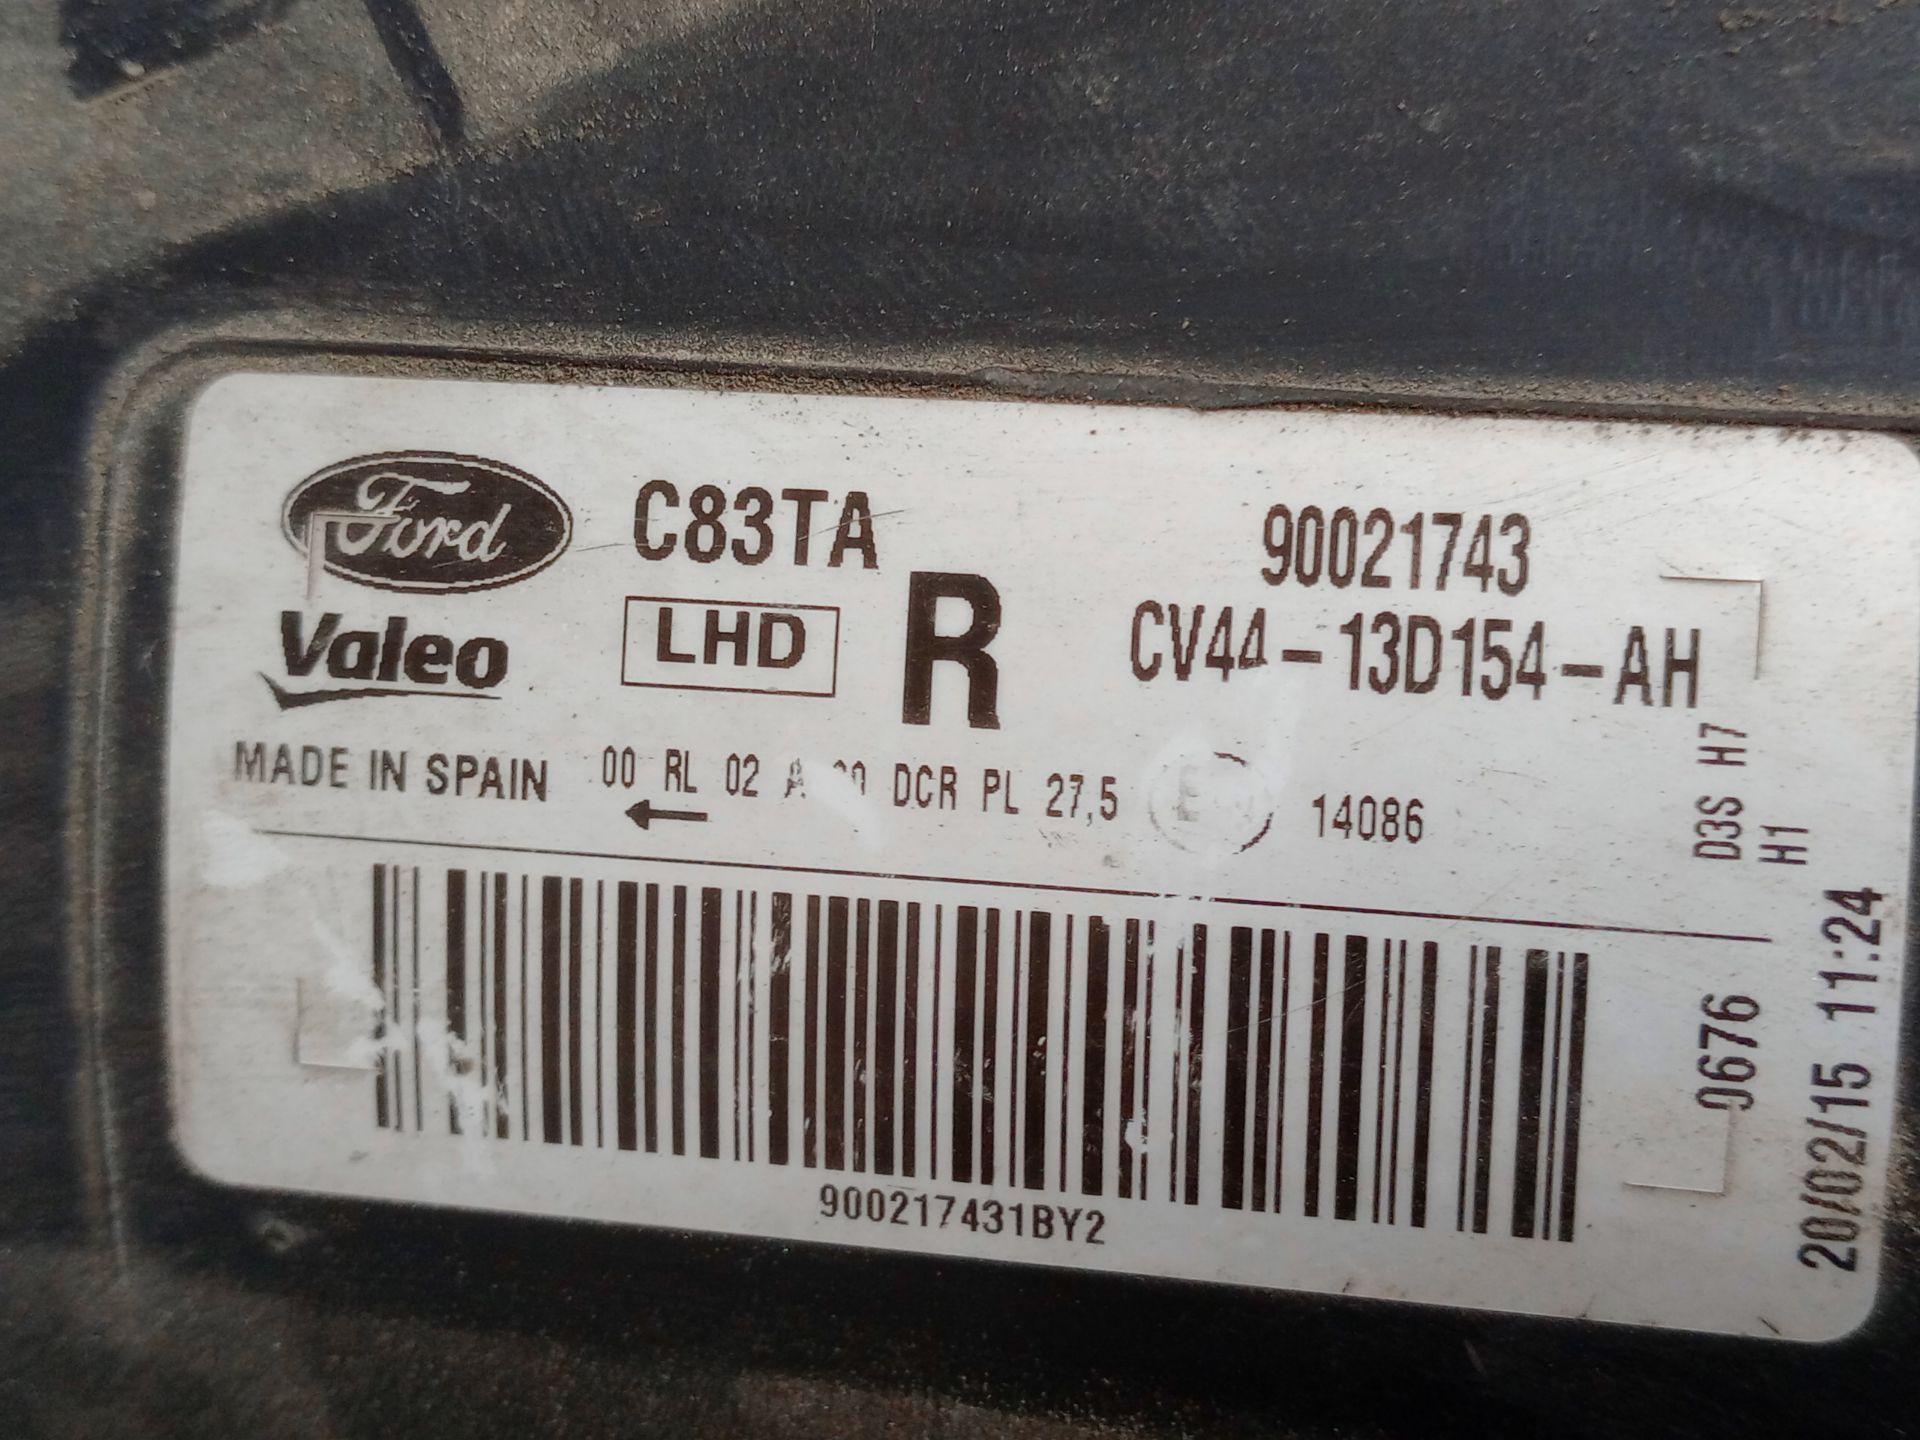 Ford C83TA 90021743
Valeo LHD R CV44-13D154-AH
MADE IN SPAIN 00 RL 02 A DCR PL 27,5 E 14086
D3S H7
H1
900217431BY2
0676
20/02/15 11:24